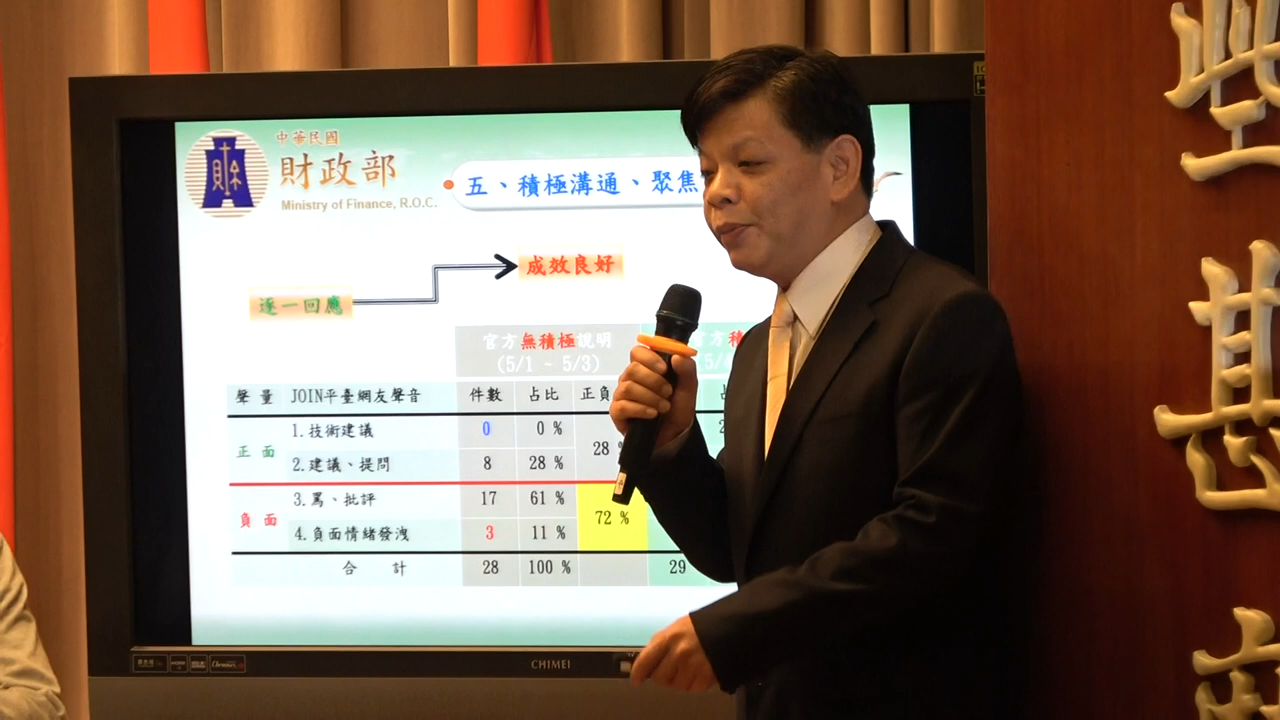 中華民國
財政部
Ministry of Finance, R.O.C.
五、積極溝通、聚焦
成效良好
逐一回應
官方無積極說明
(5/1 ~ 5/3)
官方積
(5/
聲量 JOIN平臺網友聲音 件數 占比 正負
正面
1.技術建議 0 0 %
28
2.建議、提問 8 28 %
負面
3.罵、批評 17 61 %
72 %
4.負面情緒發洩 3 11 %
合 計 28 100 % 29
CHIMEI